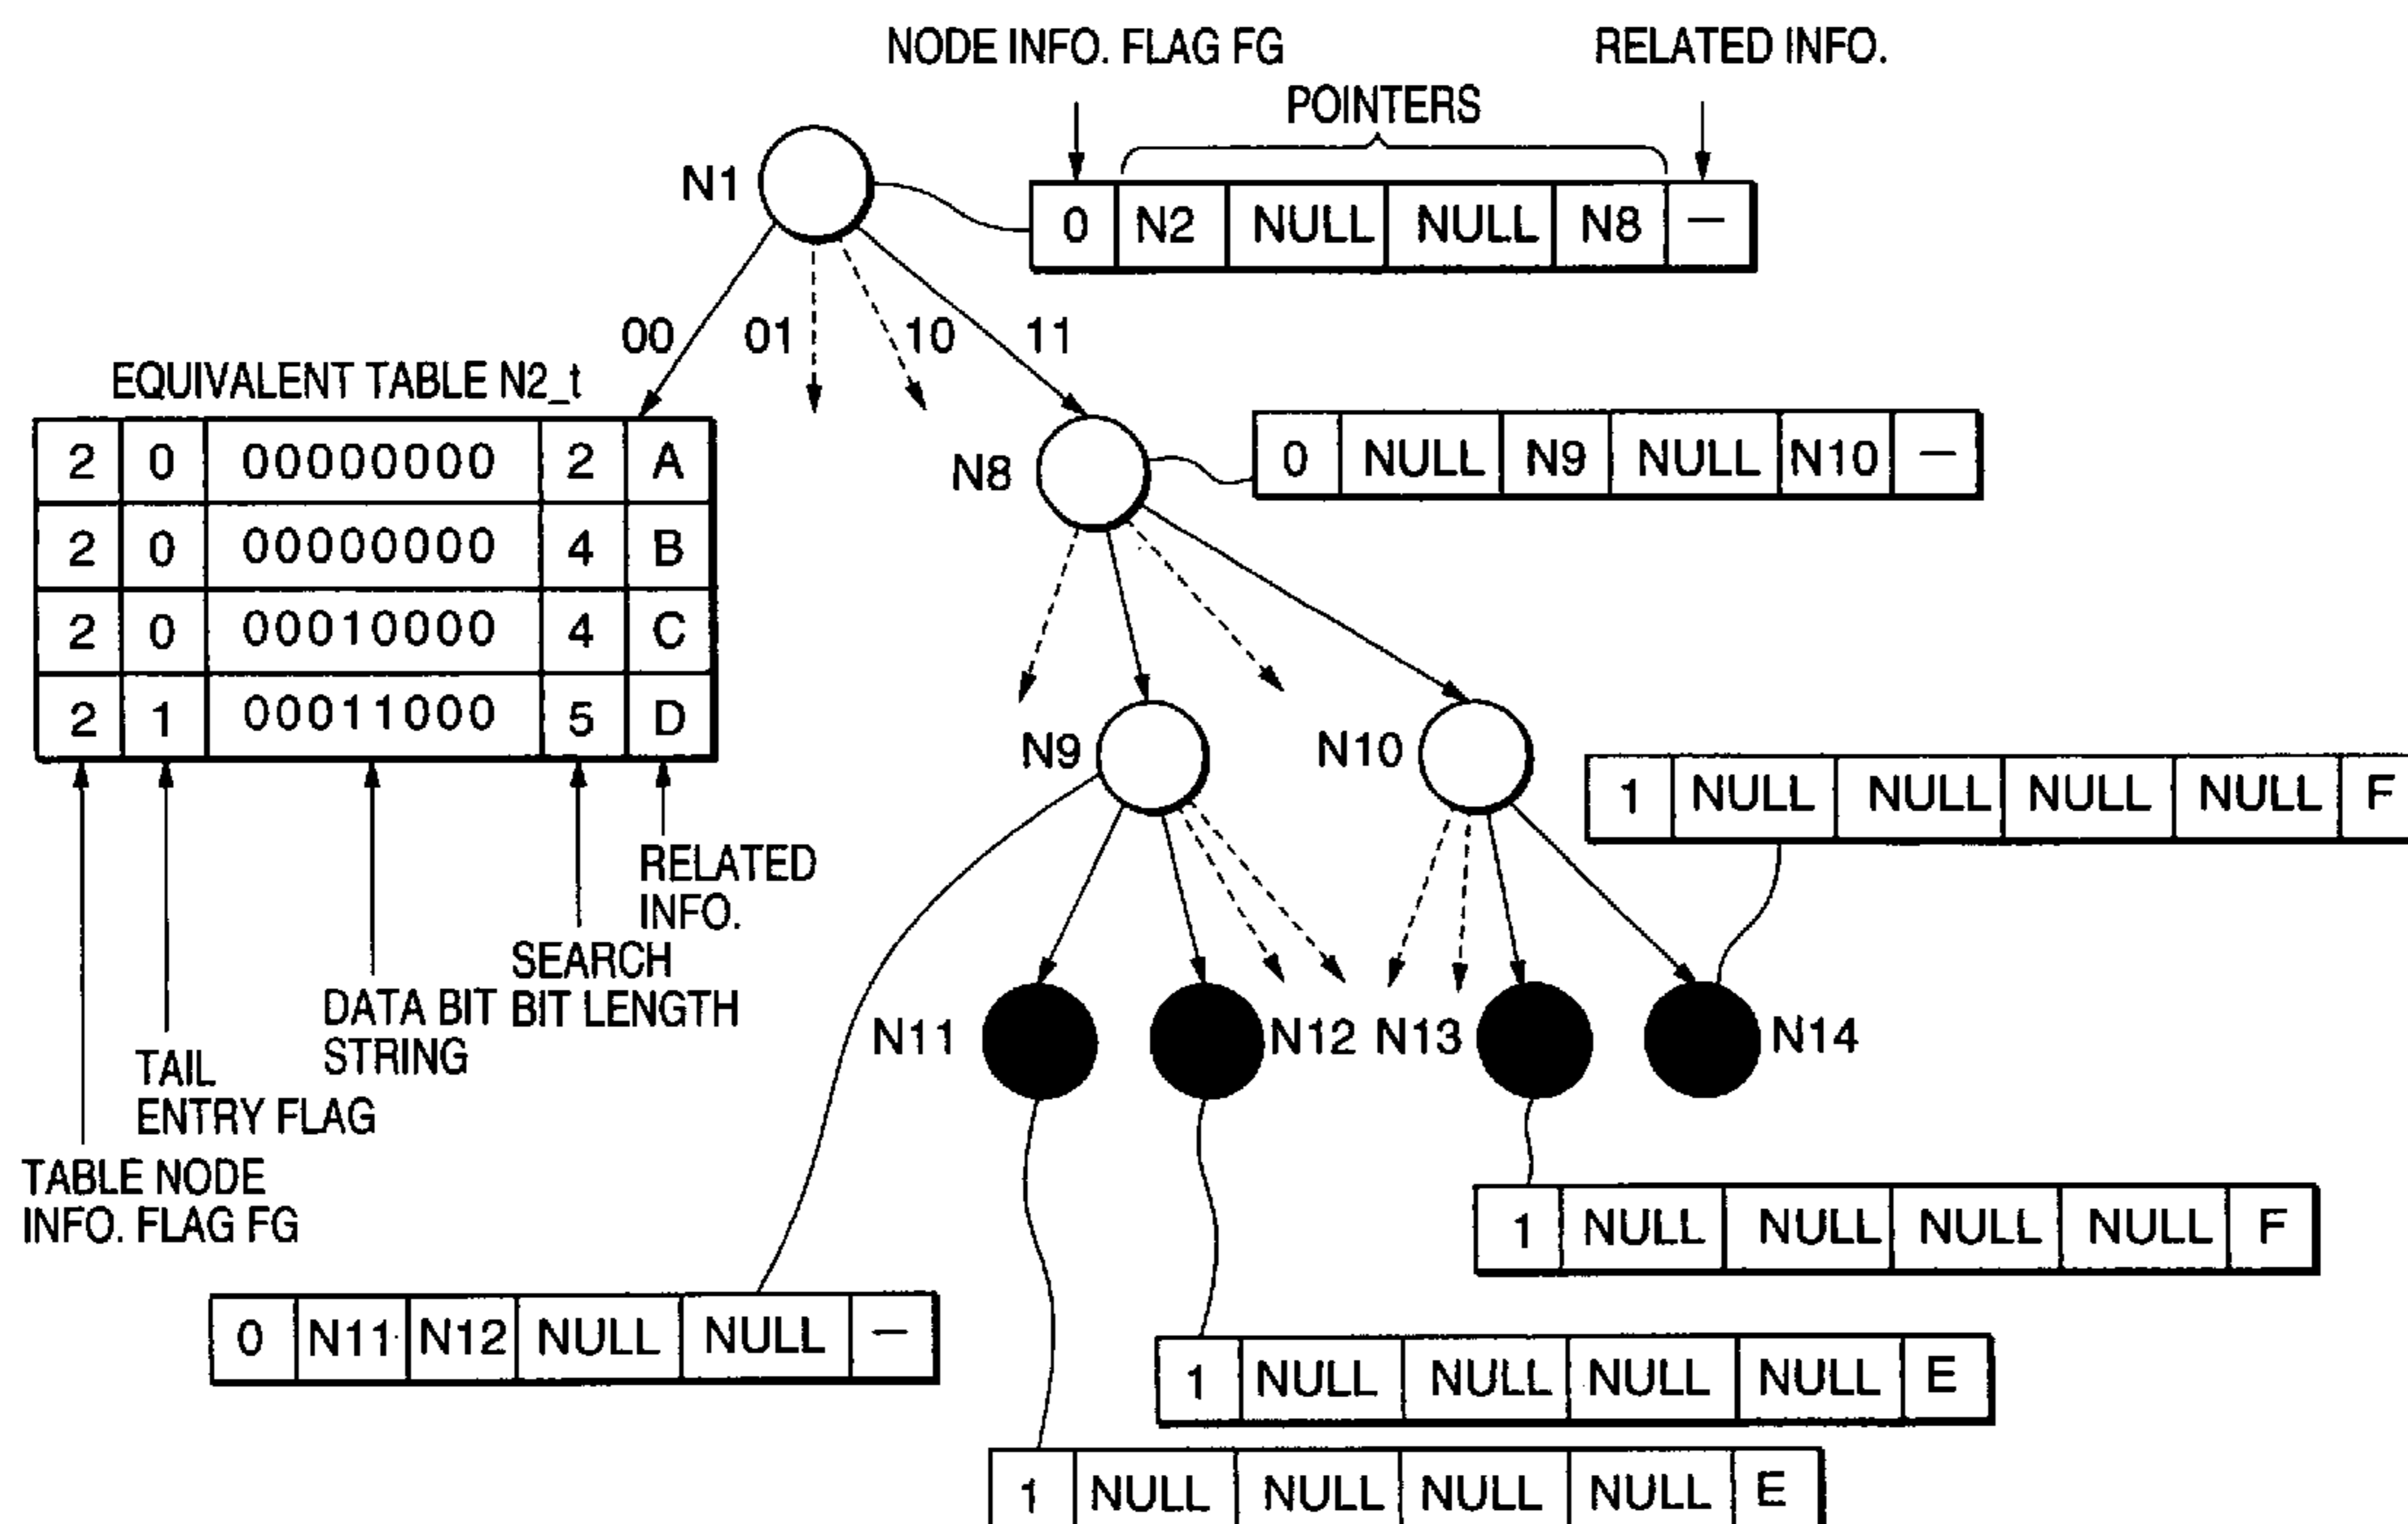 NODE INFO. FLAG FG
RELATED INFO.
POINTERS
N1
0 N2 NULL NULL N8 —
00 01 10 11
EQUIVALENT TABLE N2_t
2 0 00000000 2 A
2 0 00000000 4 B
2 0 00010000 4 C
2 1 00011000 5 D
N8
0 NULL N9 NULL N10 —
N9
N10
1 NULL NULL NULL NULL F
RELATED
INFO.
SEARCH
BIT LENGTH
DATA BIT
STRING
TAIL
ENTRY FLAG
TABLE NODE
INFO. FLAG FG
N11
N12
N13
N14
1 NULL NULL NULL NULL F
0 N11 N12 NULL NULL —
1 NULL NULL NULL NULL E
1 NULL NULL NULL NULL E